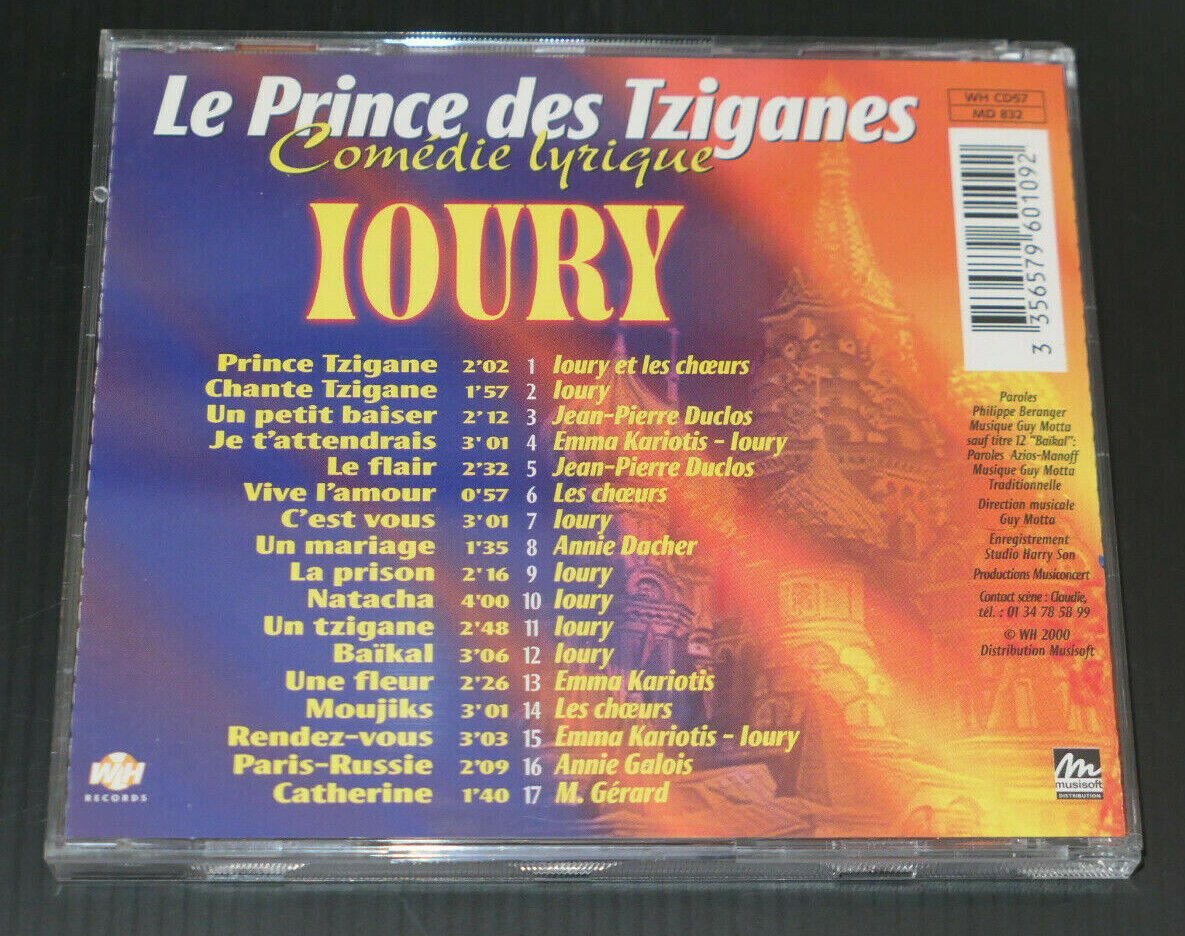 Le Prince des Tziganes
Comédie lyrique
IOURY
WH CD57
MD 832
3 356579 601092
Prince Tzigane 2'02 1 Ioury et les chœurs
Chante Tzigane 1'57 2 Ioury
Un petit baiser 2'12 3 Jean-Pierre Duclos
Je t'attendrais 3'01 4 Emma Kariotis - Ioury
Le flair 2'32 5 Jean-Pierre Duclos
Vive l'amour 0'57 6 Les chœurs
C'est vous 3'01 7 Ioury
Un mariage 1'35 8 Annie Dacher
La prison 2'16 9 Ioury
Natacha 4'00 10 Ioury
Un tzigane 2'48 11 Ioury
Baïkal 3'06 12 Ioury
Une fleur 2'26 13 Emma Kariotis
Moujiks 3'01 14 Les chœurs
Rendez-vous 3'03 15 Emma Kariotis - Ioury
Paris-Russie 2'09 16 Annie Galois
Catherine 1'40 17 M. Gérard
Paroles
Philippe Beranger
Musique Guy Motta
sauf titre 12 "Baïkal":
Paroles Azios-Manoff
Musique Guy Motta
Traditionnelle
Direction musicale
Guy Motta
Enregistrement
Studio Harry Son
Productions Musiconcert
Contact scène : Claudie,
tél. : 01 34 78 58 99
© WH 2000
Distribution Musisoft
WH
RECORDS
m
musisoft
DISTRIBUTION